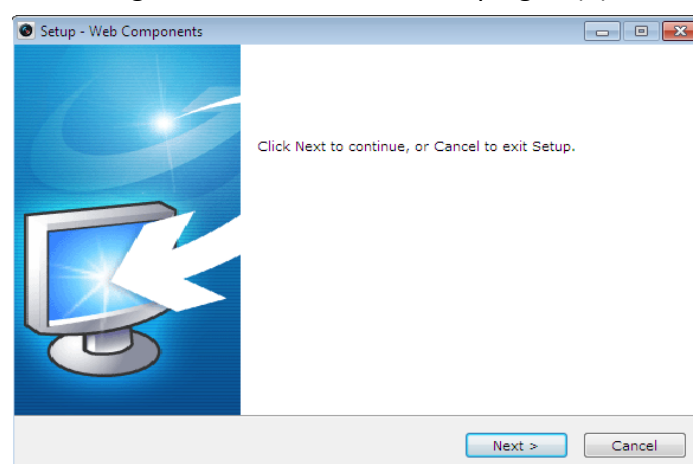 Setup - Web Components
Click Next to continue, or Cancel to exit Setup.
Next >
Cancel